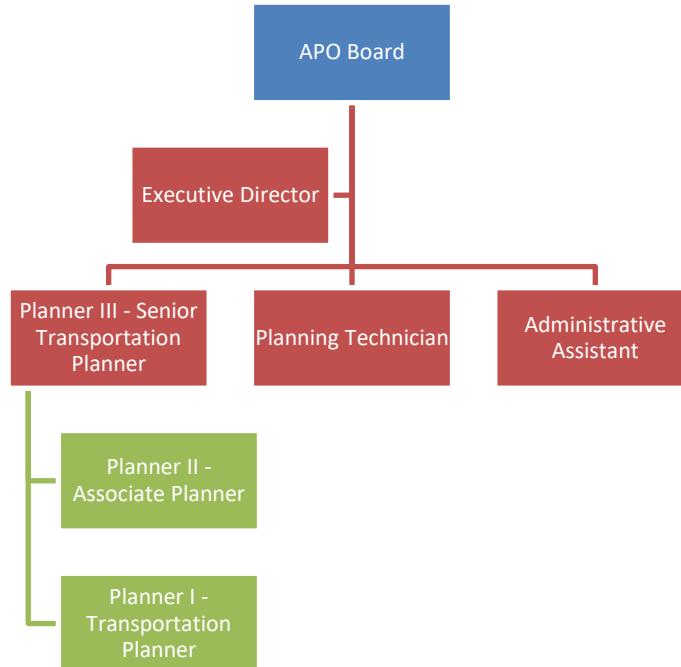 APO Board
Executive Director
Planner III - Senior
Transportation
Planner
Planning Technician
Administrative
Assistant
Planner II -
Associate Planner
Planner I -
Transportation
Planner